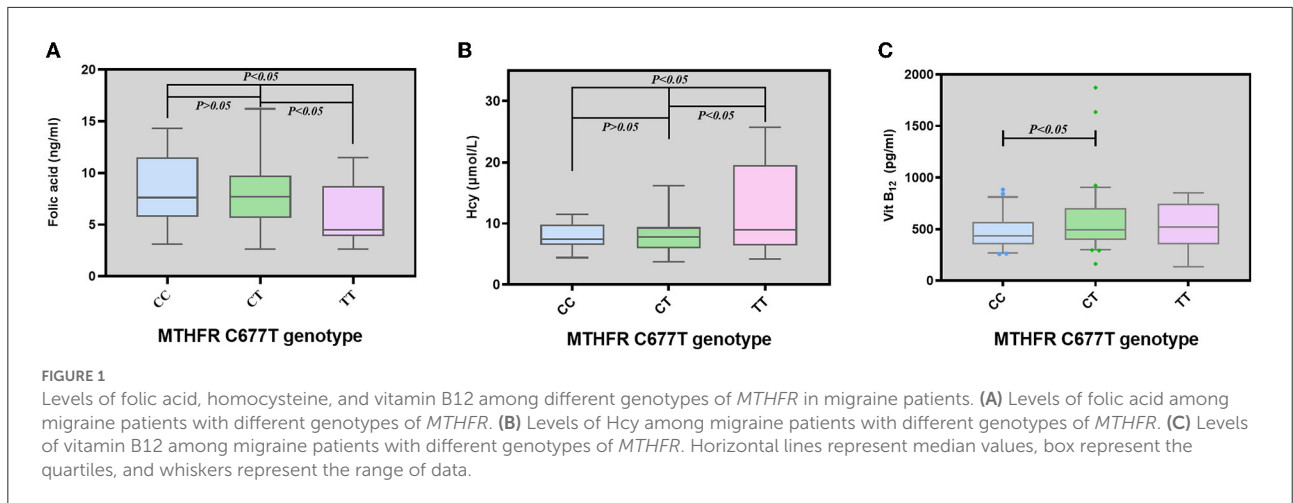 A
20
15
10
5
0
Folic acid (ng/ml)
P<0.05
P>0.05
P<0.05
CC
CT
TT
MTHFR C677T genotype
B
30
20
10
0
Hcy (μmol/L)
P<0.05
P>0.05
P<0.05
CC
CT
TT
MTHFR C677T genotype
C
2000
1500
1000
500
0
Vit B12 (pg/ml)
P<0.05
CC
CT
TT
MTHFR C677T genotype
FIGURE 1
Levels of folic acid, homocysteine, and vitamin B12 among different genotypes of MTHFR in migraine patients. (A) Levels of folic acid among
migraine patients with different genotypes of MTHFR. (B) Levels of Hcy among migraine patients with different genotypes of MTHFR. (C) Levels
of vitamin B12 among migraine patients with different genotypes of MTHFR. Horizontal lines represent median values, box represent the
quartiles, and whiskers represent the range of data.